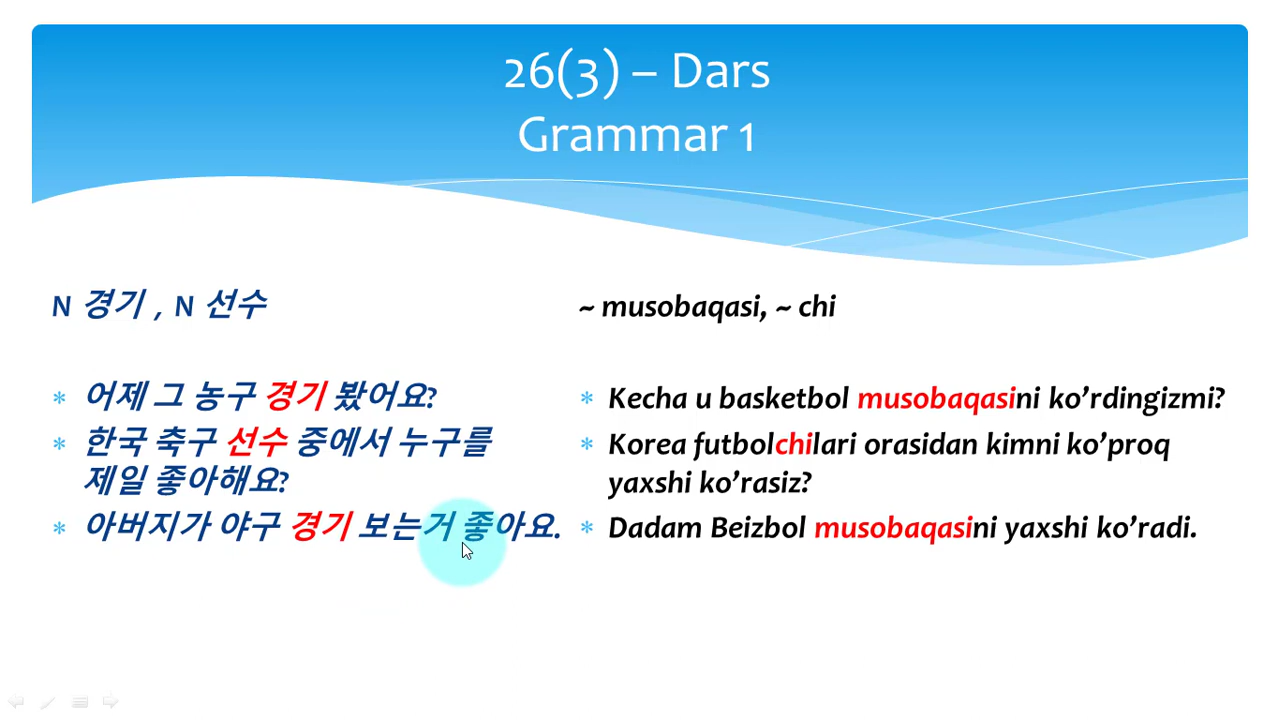 26(3) – Dars
Grammar 1
N 경기 , N 선수
~ musobaqasi, ~ chi
어제 그 농구 경기 봤어요?
Kecha u basketbol musobaqasini ko’rdingizmi?
한국 축구 선수 중에서 누구를
제일 좋아해요?
Korea futbolchilari orasidan kimni ko’proq
yaxshi ko’rasiz?
아버지가 야구 경기 보는거 좋아요.
Dadam Beizbol musobaqasini yaxshi ko’radi.